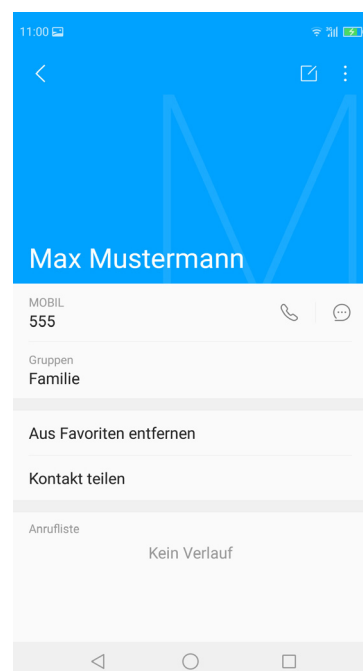 11:00
Max Mustermann
MOBIL
555
Gruppen
Familie
Aus Favoriten entfernen
Kontakt teilen
Anrufliste
Kein Verlauf